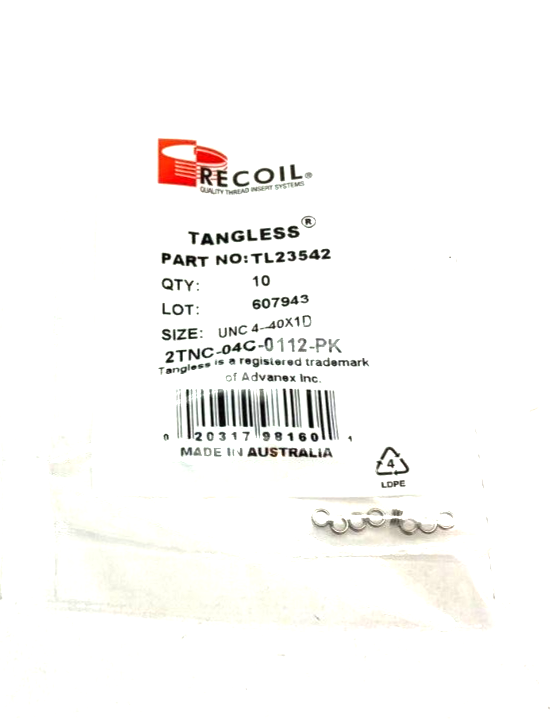 RECOIL®
QUALITY THREAD INSERT SYSTEMS
TANGLESS®
PART NO: TL23542
QTY: 10
LOT: 607943
SIZE: UNC 4-40X1D
2TNC-04C-0112-PK
Tangless is a registered trademark
of Advanex Inc.
0 20317 98160 1
MADE IN AUSTRALIA
4
LDPE